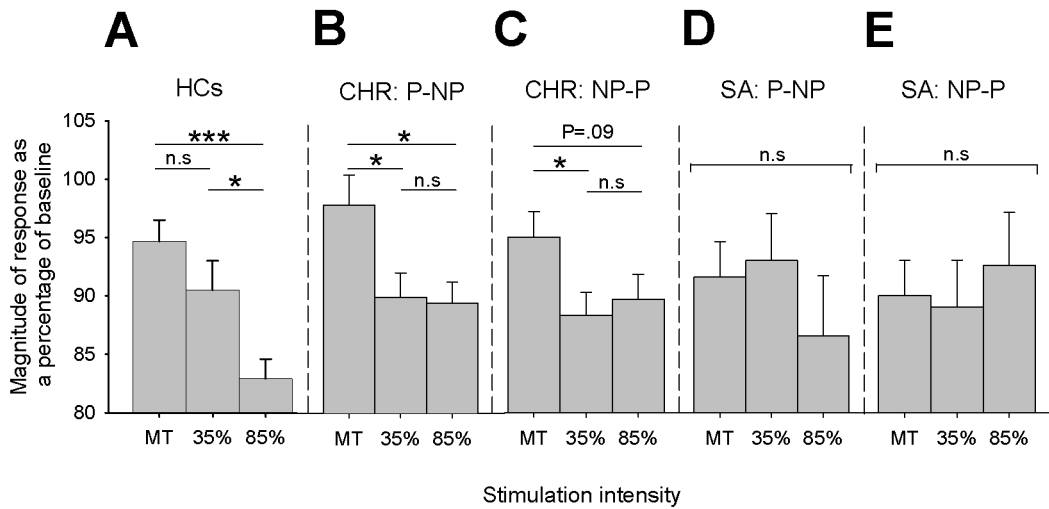 A B C D E
HCs CHR: P-NP CHR: NP-P SA: P-NP SA: NP-P
Magnitude of response as
a percentage of baseline
105
100
95
90
85
80
***
n.s
*
*
*
n.s
P=.09
*
n.s
n.s
n.s
MT 35% 85% MT 35% 85% MT 35% 85% MT 35% 85% MT 35% 85%
Stimulation intensity